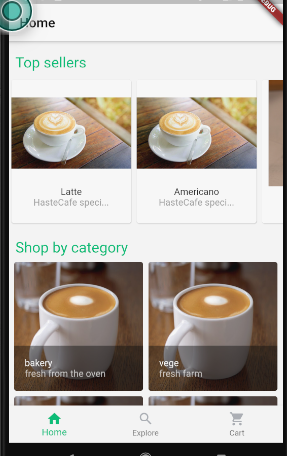 Home
Top sellers
Latte
HasteCafe speci...
Americano
HasteCafe speci...
Shop by category
bakery
fresh from the oven
vege
fresh farm
Home
Explore
Cart